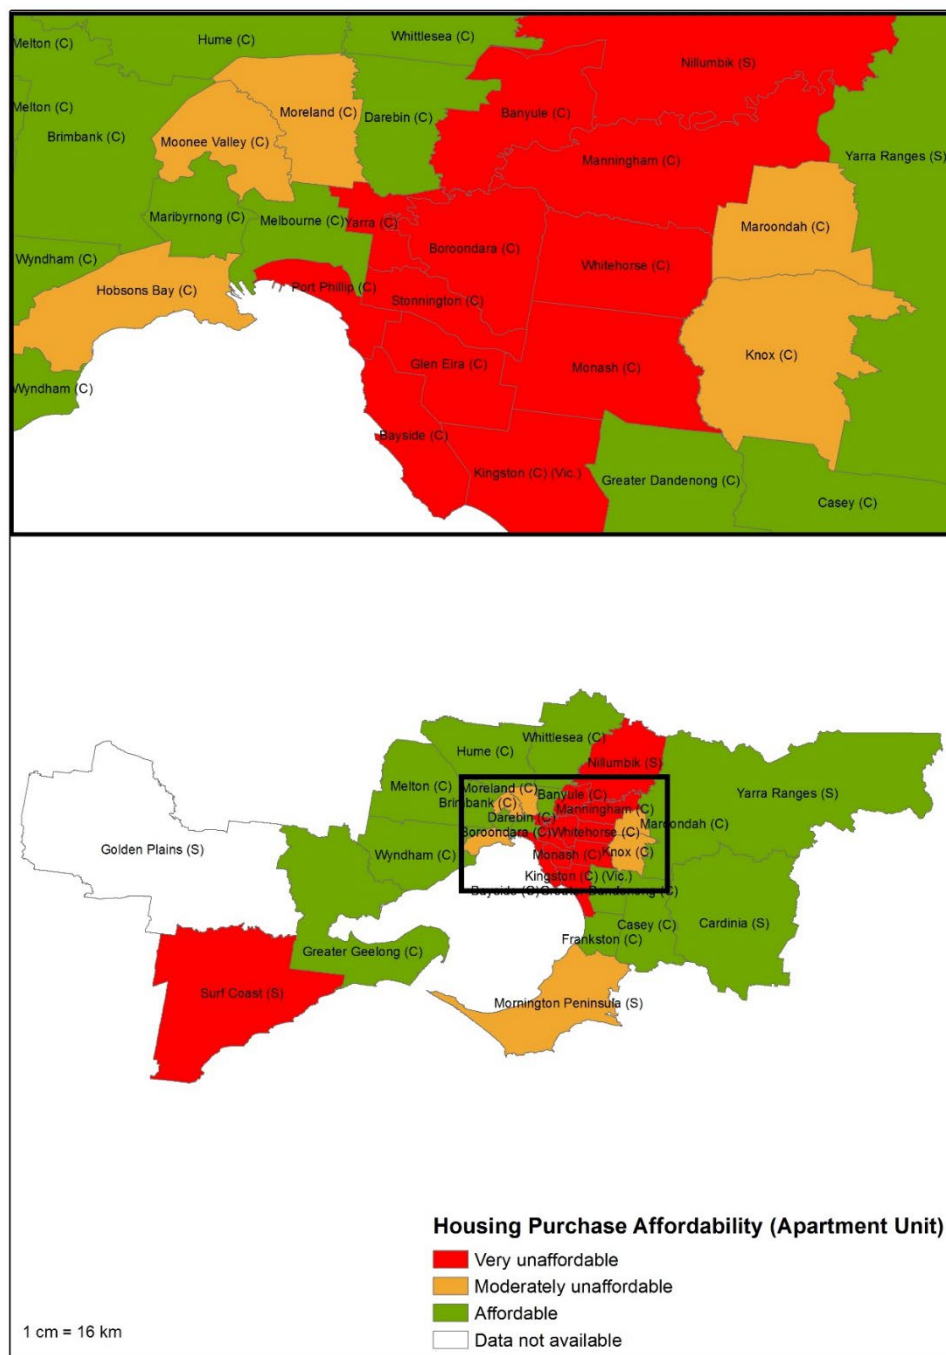 Melton (C)
Hume (C)
Whittlesea (C)
Nillumbik (S)
Melton (C)
Moreland (C)
Darebin (C)
Banyule (C)
Brimbank (C)
Moonee Valley (C)
Manningham (C)
Yarra Ranges (S)
Maribyrnong (C)
Melbourne (C)
Yarra (C)
Maroondah (C)
Boroondara (C)
Wyndham (C)
Whitehorse (C)
Hobsons Bay (C)
Port Phillip (C)
Stonnington (C)
Glen Eira (C)
Monash (C)
Knox (C)
Wyndham (C)
Bayside (C)
Kingston (C) (Vic.)
Greater Dandenong (C)
Casey (C)
Whittlesea (C)
Hume (C)
Nillumbik (S)
Melton (C)
Moreland (C)
Banyule (C)
Yarra Ranges (S)
Brimbank (C)
Manningham (C)
Darebin (C)
Maroondah (C)
Boroondara (C)
Whitehorse (C)
Golden Plains (S)
Wyndham (C)
Monash (C)
Knox (C)
Kingston (C) (Vic.)
Bayside (C)
Greater Dandenong (C)
Casey (C)
Cardinia (S)
Frankston (C)
Greater Geelong (C)
Surf Coast (S)
Mornington Peninsula (S)
Housing Purchase Affordability (Apartment Unit)
Very unaffordable
Moderately unaffordable
Affordable
Data not available
1 cm = 16 km